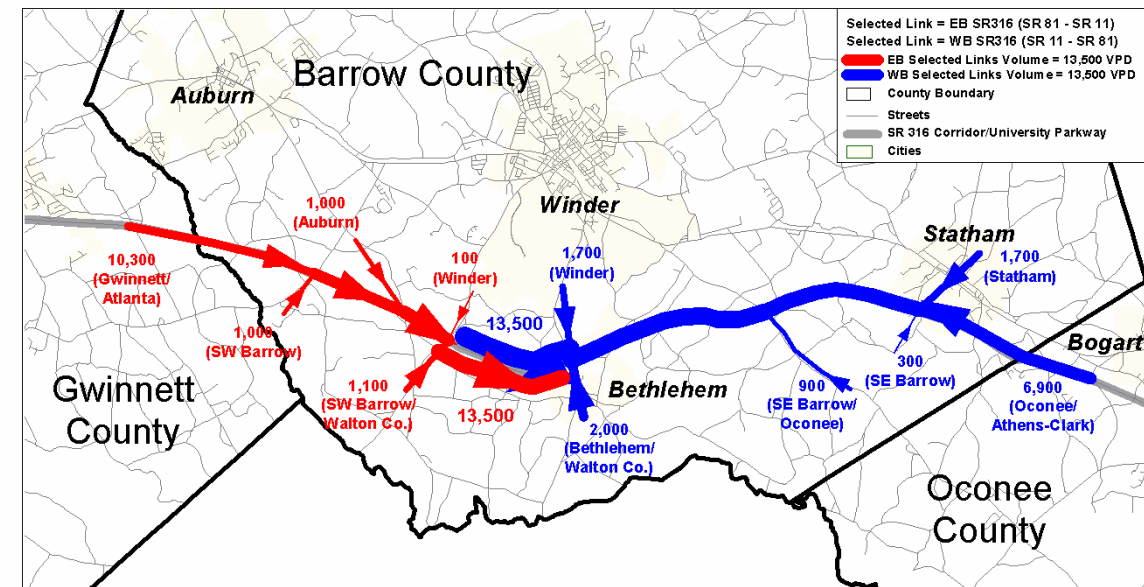 Selected Link = EB SR316 (SR 81 - SR 11)
Selected Link = WB SR316 (SR 11 - SR 81)
EB Selected Links Volume = 13,500 VPD
WB Selected Links Volume = 13,500 VPD
County Boundary
Streets
SR 316 Corridor/University Parkway
Cities
Barrow County
Auburn
Winder
Statham
1,000
(Auburn)
100
(Winder)
1,700
(Winder)
1,700
(Statham)
10,300
(Gwinnett/
Atlanta)
1,000
(SW Barrow)
13,500
300
(SE Barrow)
Bogart
Gwinnett
County
1,100
(SW Barrow/
Walton Co.)
13,500
Bethlehem
2,000
(Bethlehem/
Walton Co.)
900
(SE Barrow/
Oconee)
6,900
(Oconee/
Athens-Clark)
Oconee
County